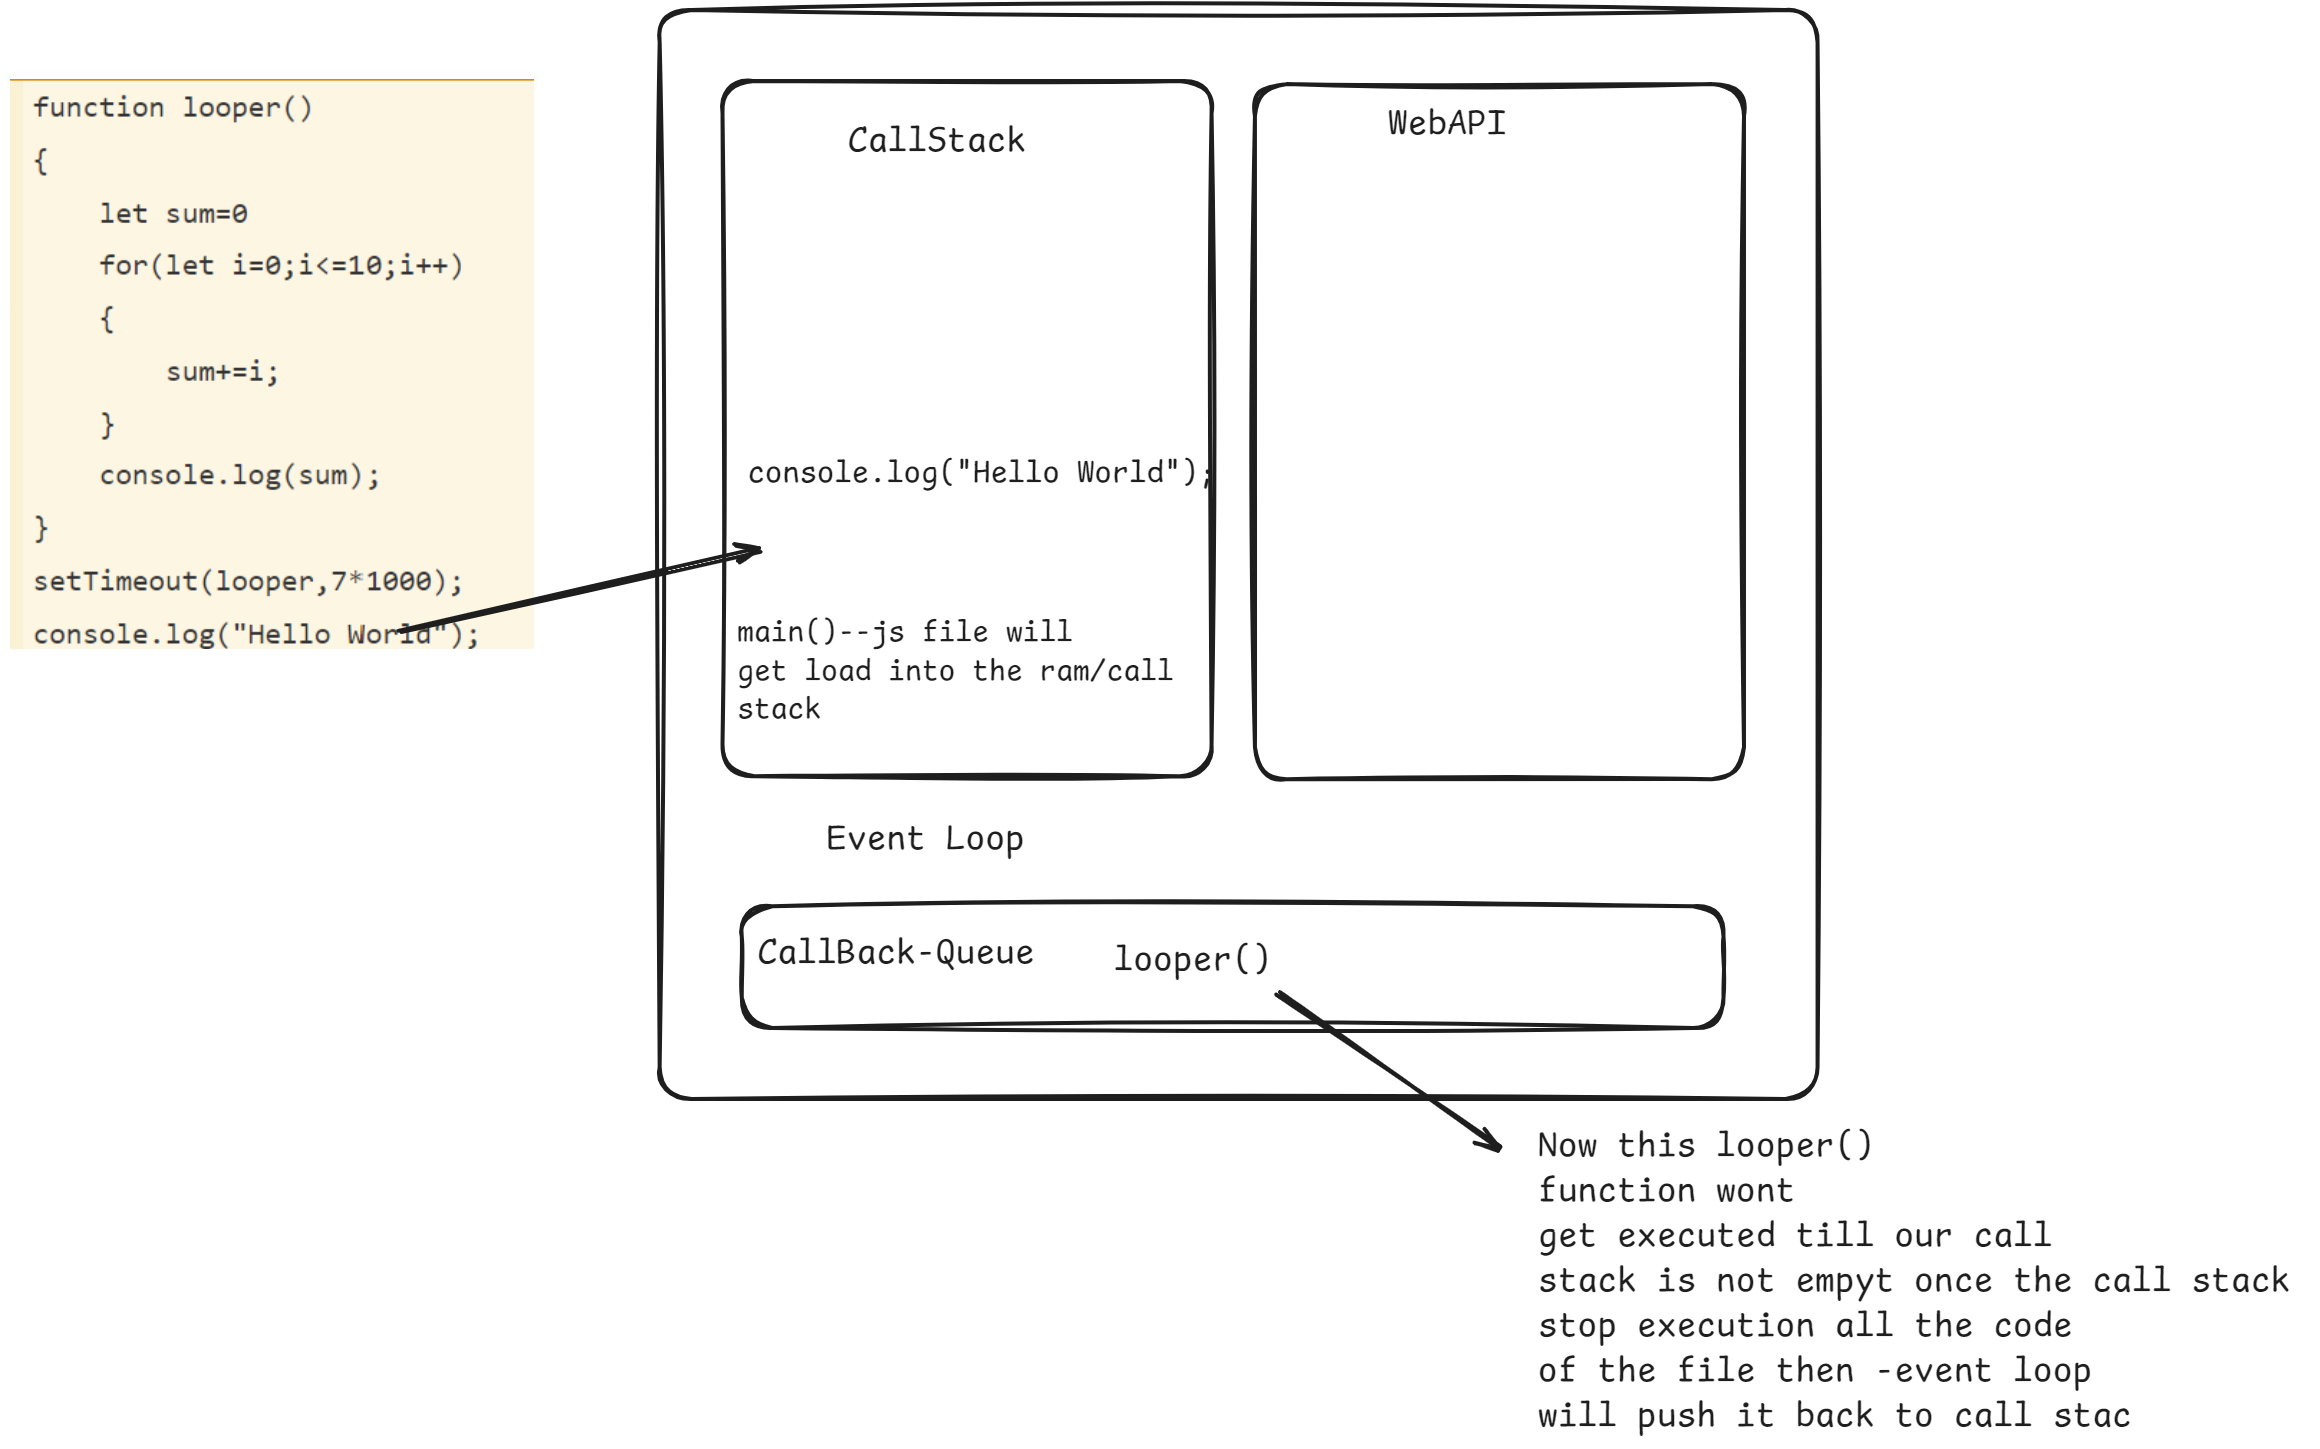 function looper()
{
    let sum=0
    for(let i=0;i<=10;i++)
    {
        sum+=i;
    }
    console.log(sum);
}
setTimeout(looper,7*1000);
console.log("Hello World");
CallStack
console.log("Hello World");
main()--js file will
get load into the ram/call
stack
WebAPI
Event Loop
CallBack-Queue
looper()
Now this looper()
function wont
get executed till our call
stack is not empyt once the call stack
stop execution all the code
of the file then -event loop
will push it back to call stac